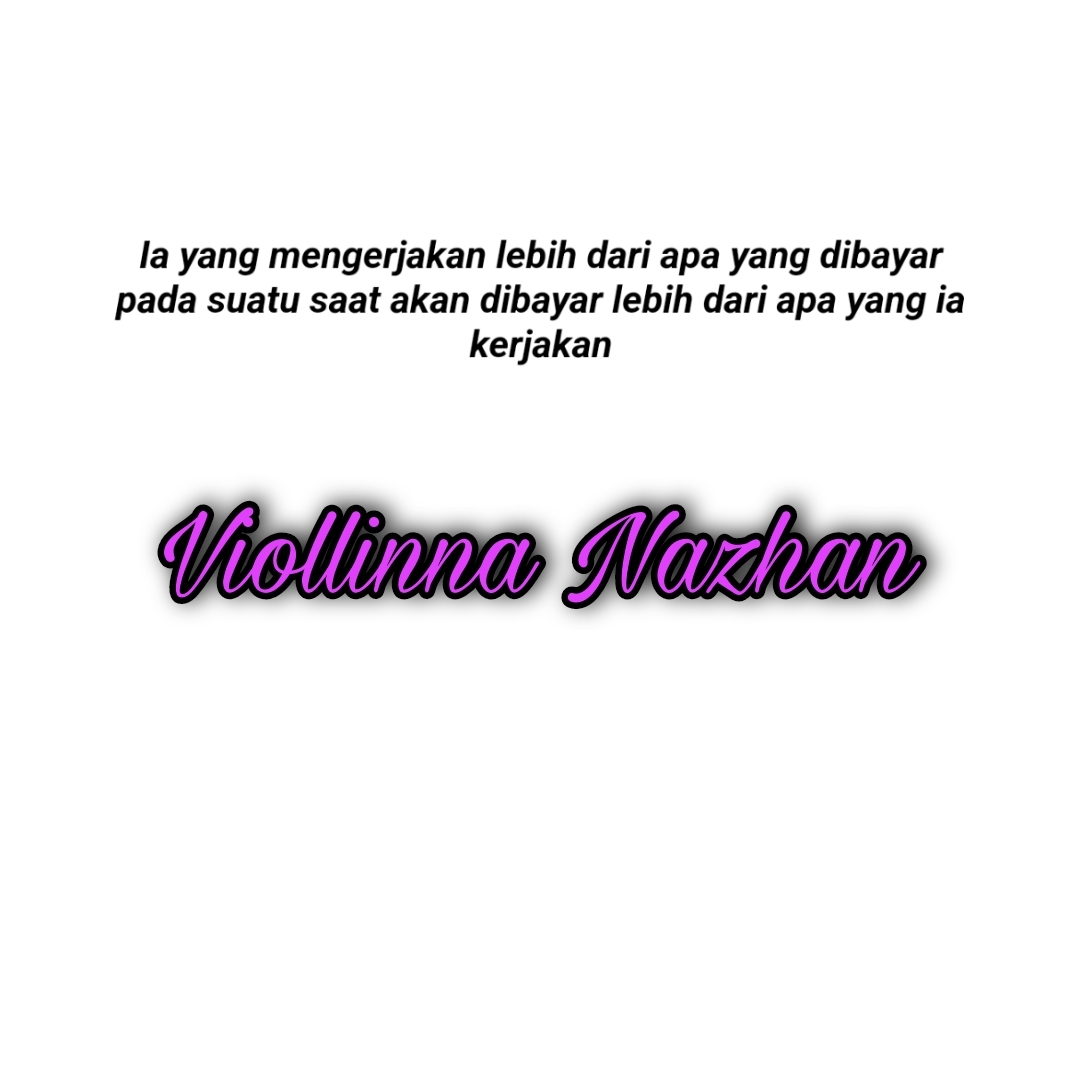 Ia yang mengerjakan lebih dari apa yang dibayar
pada suatu saat akan dibayar lebih dari apa yang ia
kerjakan
Viollinna Nazhan